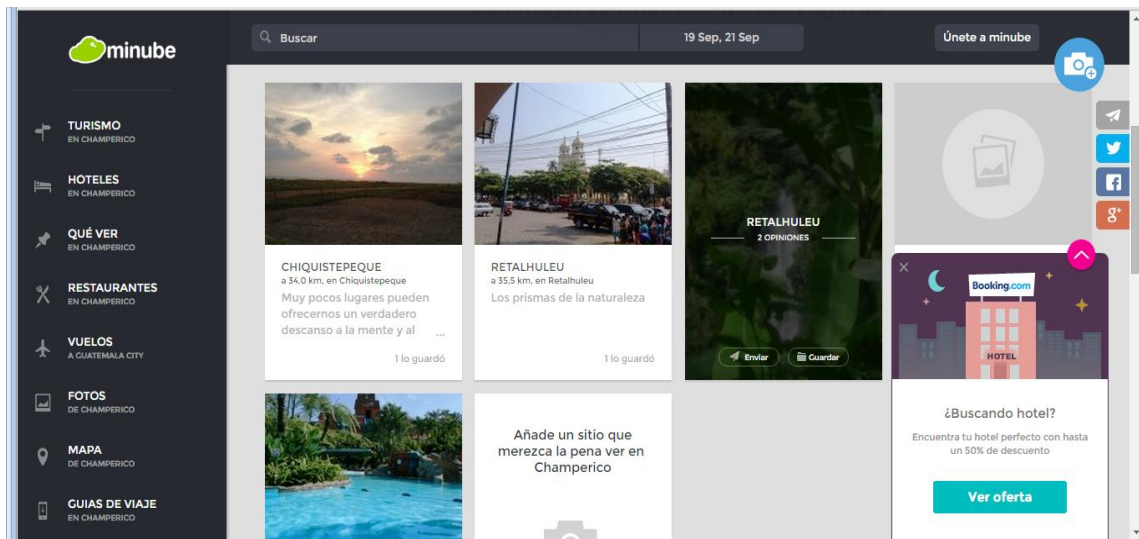 minube
Buscar
19 Sep, 21 Sep
Únete a minube
TURISMO
EN CHAMPERICO
HOTELES
EN CHAMPERICO
QUÉ VER
EN CHAMPERICO
RESTAURANTES
EN CHAMPERICO
VUELOS
A GUATEMALA CITY
FOTOS
DE CHAMPERICO
MAPA
DE CHAMPERICO
GUIAS DE VIAJE
EN CHAMPERICO
CHIQUISTEPEQUE
a 34,0 km, en Chiquistepeque
Muy pocos lugares pueden
ofrecernos un verdadero
descanso a la mente y al ...
1 lo guardó
RETALHULEU
a 35,5 km, en Retalhuleu
Los prismas de la naturaleza
1 lo guardó
RETALHULEU
2 OPINIONES
Enviar
Guardar
Añade un sitio que
merezca la pena ver en
Champerico
g+
Booking.com
HOTEL
¿Buscando hotel?
Encuentra tu hotel perfecto con hasta
un 50% de descuento
Ver oferta